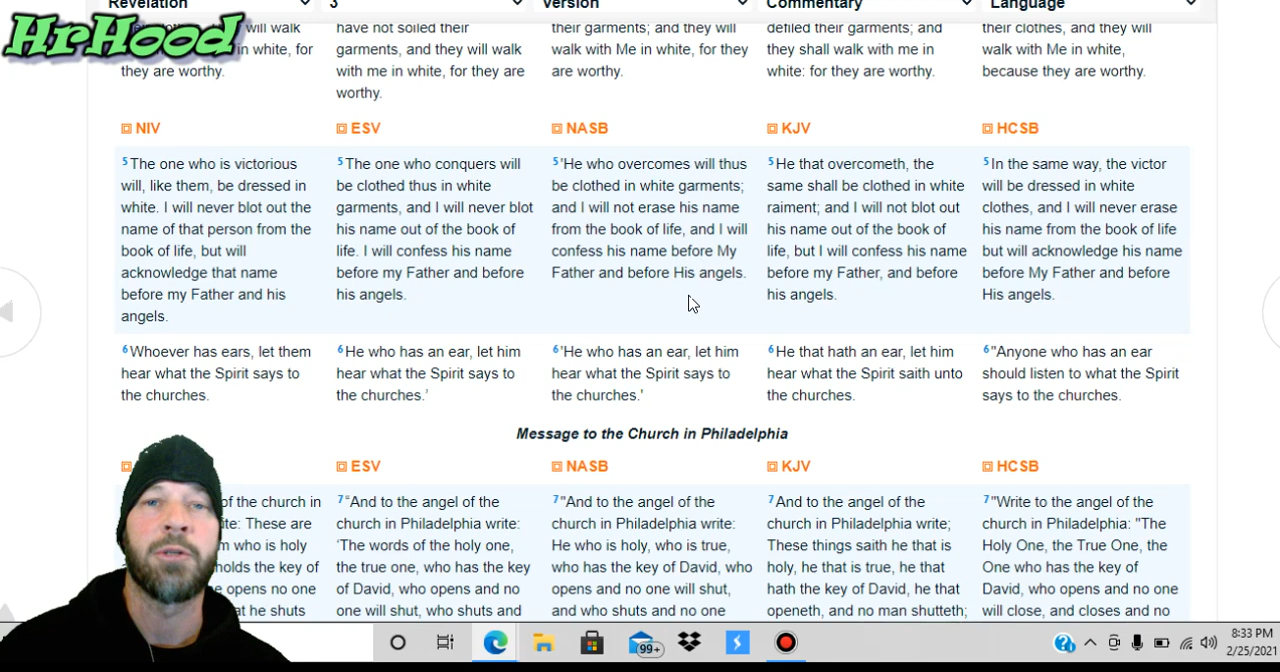 Revelation 3 Version Commentary Language
HrHood
will walk
in white, for
they are worthy.
have not soiled their
garments, and they will walk
with me in white, for they are
worthy.
their garments; and they will
walk with Me in white, for they
are worthy.
defiled their garments; and
they shall walk with me in
white: for they are worthy.
their clothes, and they will
walk with Me in white,
because they are worthy.
NIV
5 The one who is victorious
will, like them, be dressed in
white. I will never blot out the
name of that person from the
book of life, but will
acknowledge that name
before my Father and his
angels.
ESV
5 The one who conquers will
be clothed thus in white
garments, and I will never blot
his name out of the book of
life. I will confess his name
before my Father and before
his angels.
NASB
5 'He who overcomes will thus
be clothed in white garments;
and I will not erase his name
from the book of life, and I will
confess his name before My
Father and before His angels.
KJV
5 He that overcometh, the
same shall be clothed in white
raiment; and I will not blot out
his name out of the book of
life, but I will confess his name
before my Father, and before
his angels.
HCSB
5 In the same way, the victor
will be dressed in white
clothes, and I will never erase
his name from the book of life
but will acknowledge his name
before My Father and before
His angels.
6 Whoever has ears, let them
hear what the Spirit says to
the churches.
6 He who has an ear, let him
hear what the Spirit says to
the churches.'
6 'He who has an ear, let him
hear what the Spirit says to
the churches.'
6 He that hath an ear, let him
hear what the Spirit saith unto
the churches.
6 "Anyone who has an ear
should listen to what the Spirit
says to the churches.
Message to the Church in Philadelphia
of the church in
These are
who is holy
holds the key of
opens no one
he shuts
ESV
7 “And to the angel of the
church in Philadelphia write:
‘The words of the holy one,
the true one, who has the key
of David, who opens and no
one will shut, who shuts and
NASB
7 "And to the angel of the
church in Philadelphia write:
He who is holy, who is true,
who has the key of David, who
opens and no one will shut,
and who shuts and no one
KJV
7 And to the angel of the
church in Philadelphia write;
These things saith he that is
holy, he that is true, he that
hath the key of David, he that
openeth, and no man shutteth;
HCSB
7 "Write to the angel of the
church in Philadelphia: "The
Holy One, the True One, the
One who has the key of
David, who opens and no one
will close, and closes and no
99+
8:33 PM
2/25/2021